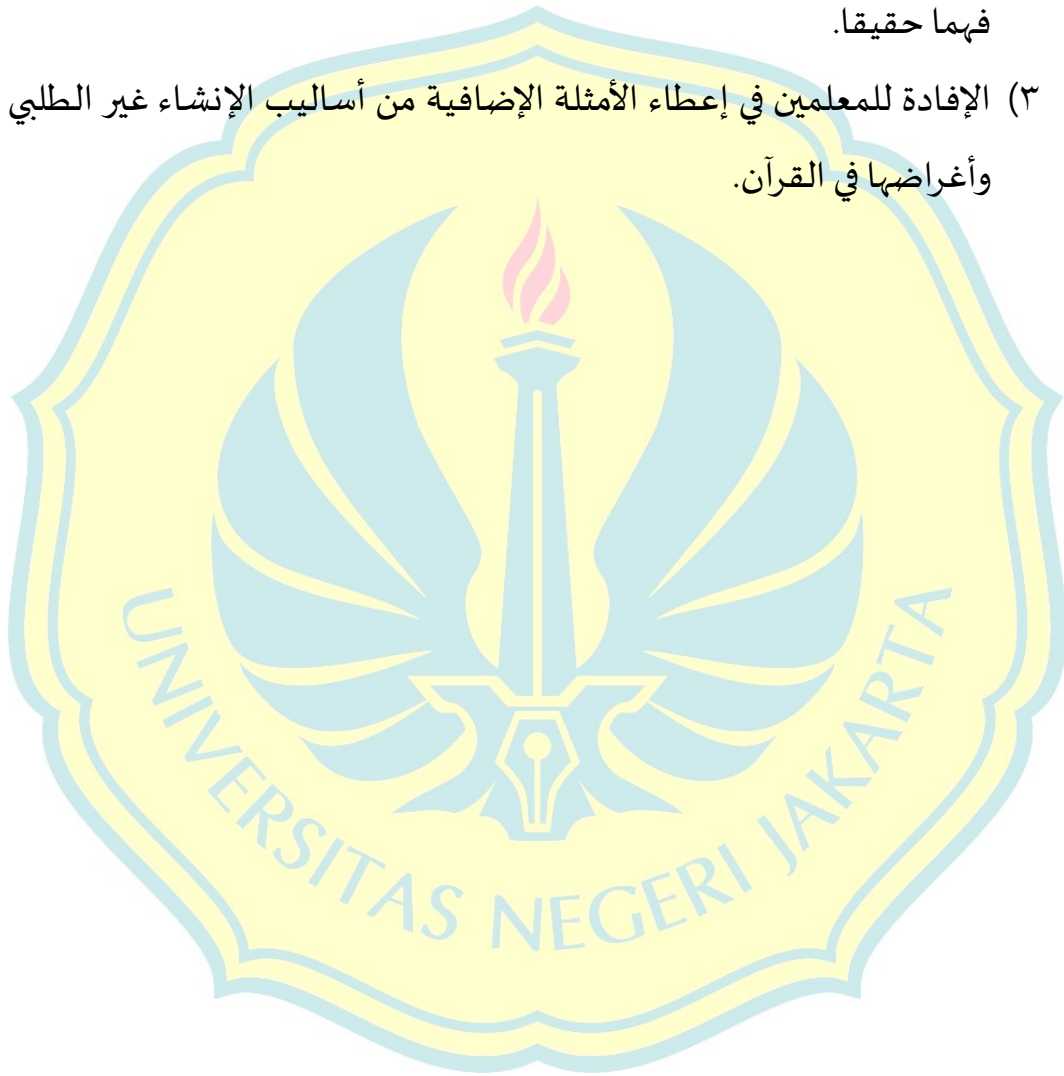 فهما حقيقا.
٣) الإفادة للمعلمين في إعطاء الأمثلة الإضافية من أساليب الإنشاء غير الطلبي
وأغراضها في القرآن.
UNIVERSITAS NEGERI JAKARTA